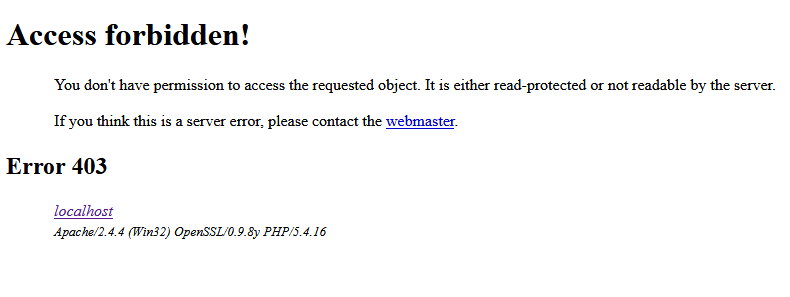 Access forbidden!
You don't have permission to access the requested object. It is either read-protected or not readable by the server.
If you think this is a server error, please contact the webmaster.
Error 403
localhost
Apache/2.4.4 (Win32) OpenSSL/0.9.8y PHP/5.4.16